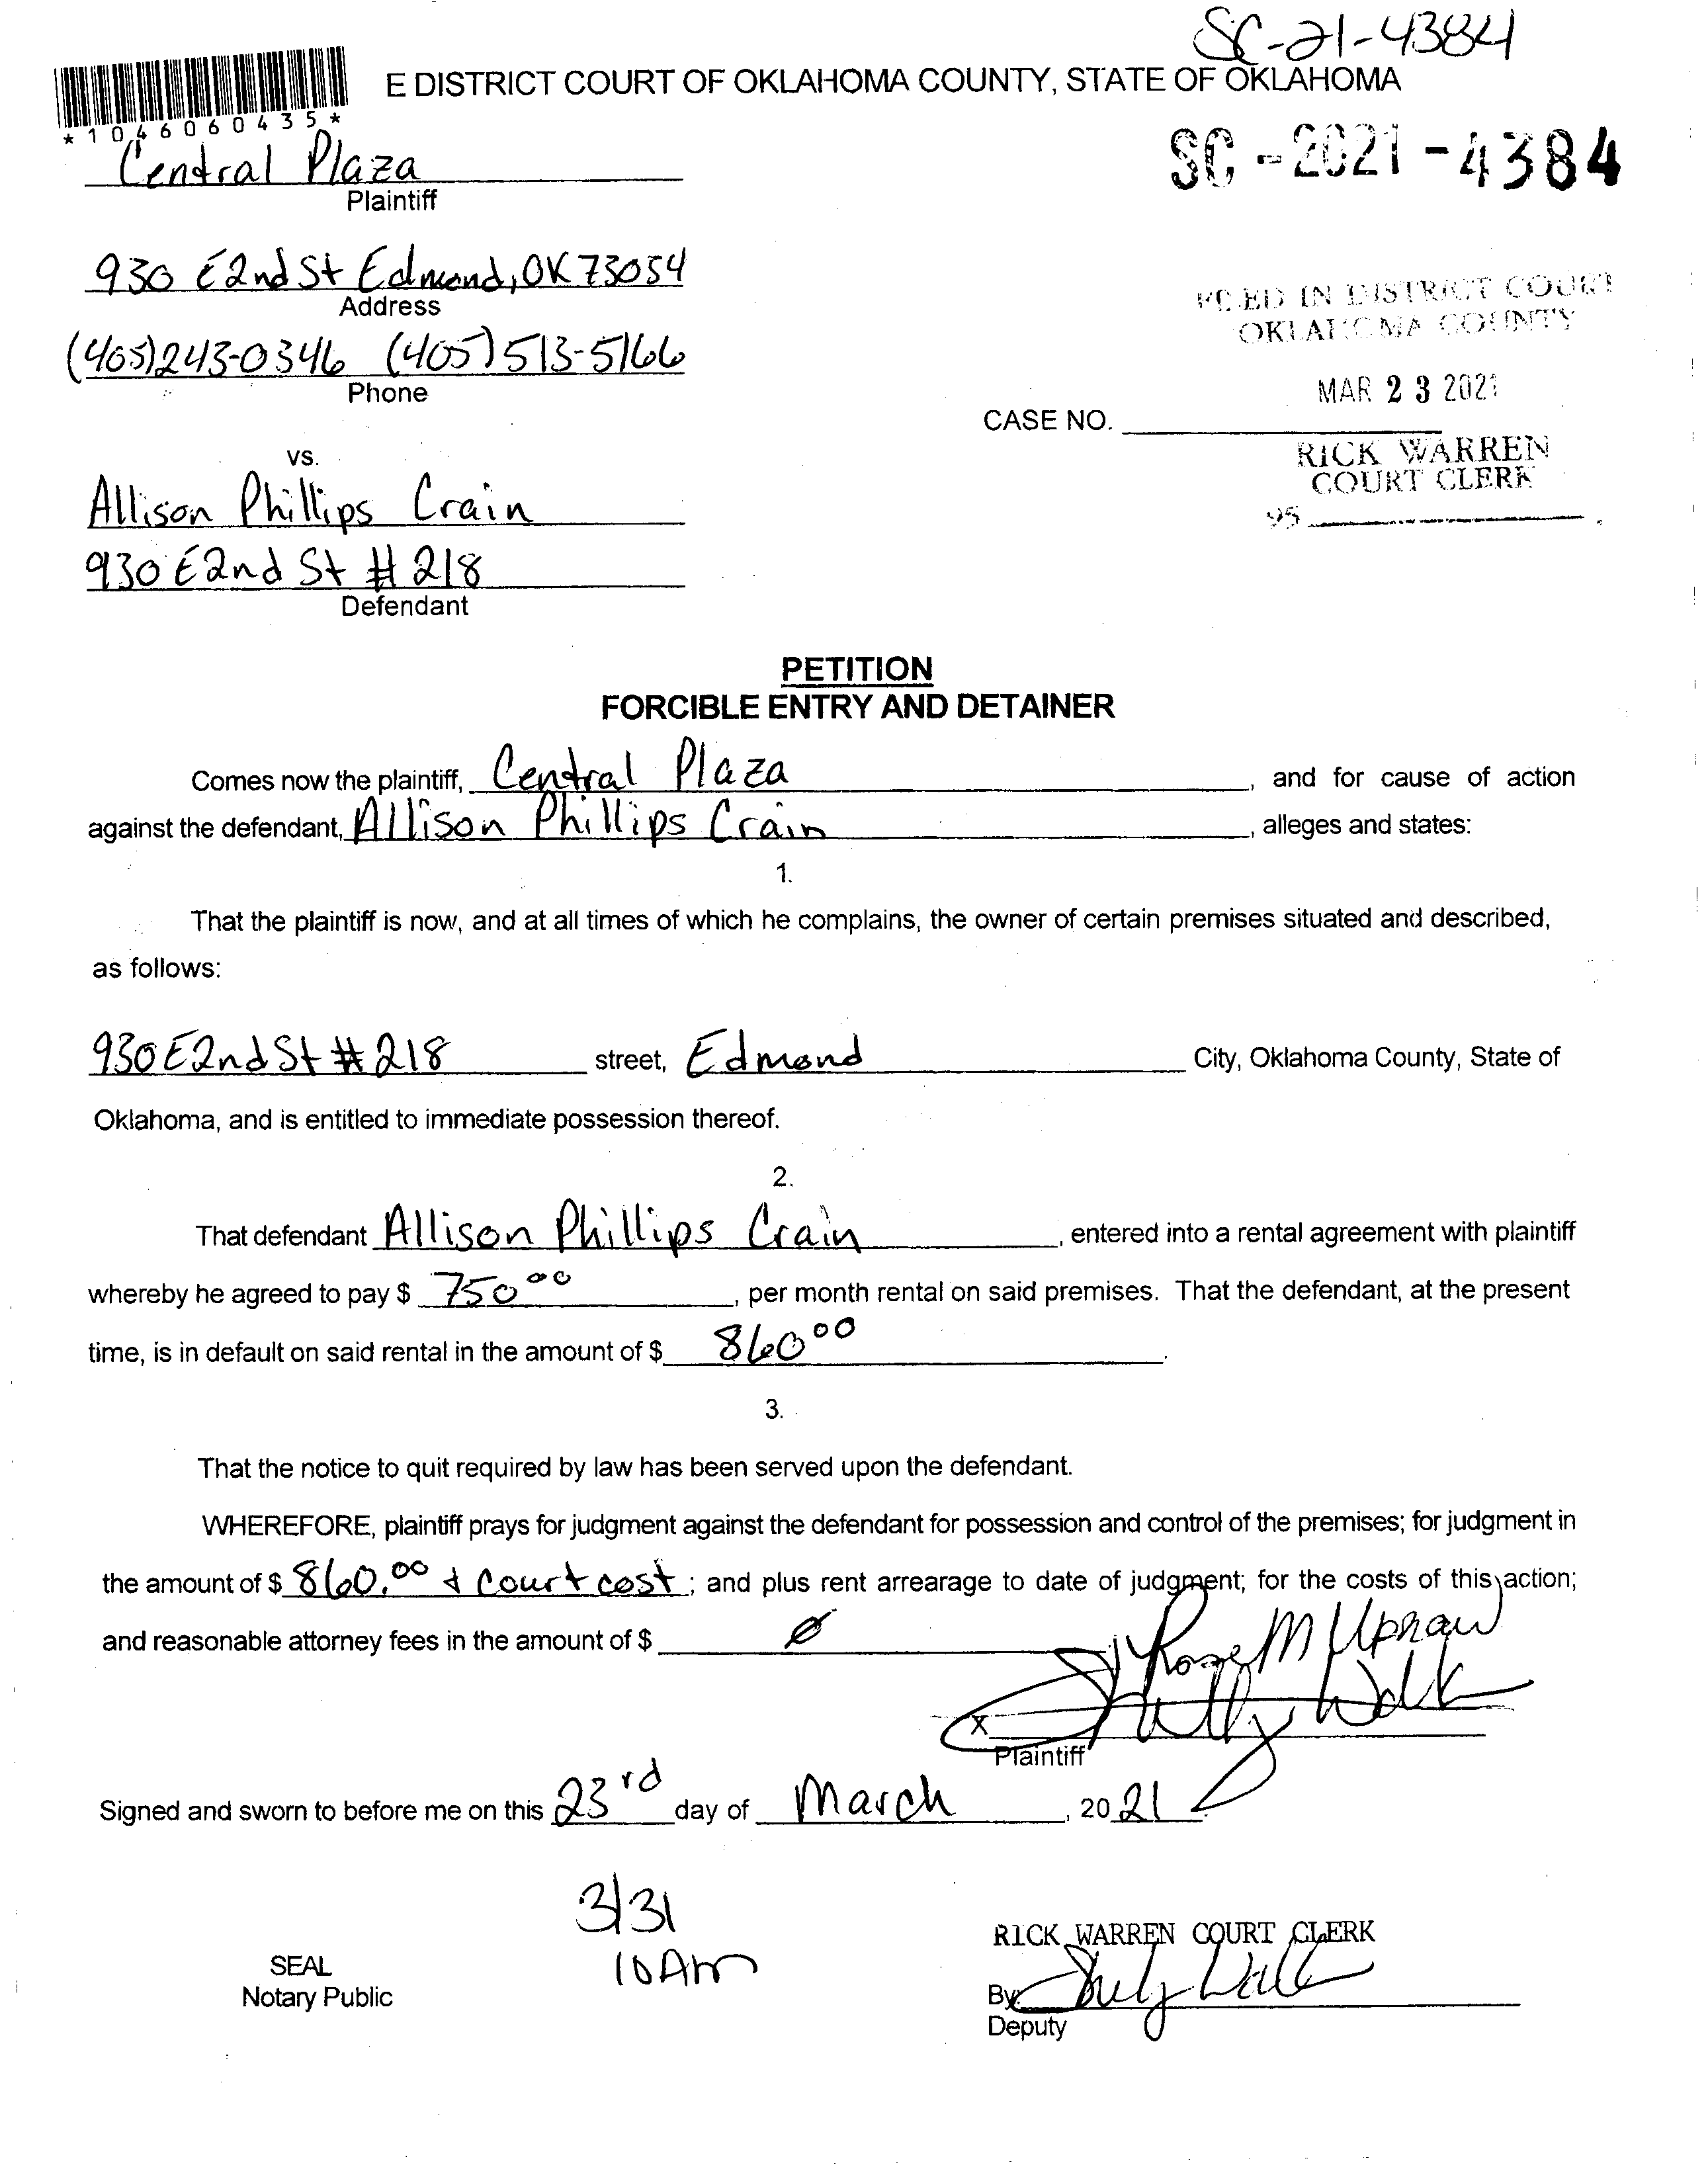 SC-21-4384
E DISTRICT COURT OF OKLAHOMA COUNTY, STATE OF OKLAHOMA
*1046060435*
SC-2021-4384
Central Plaza
Plaintiff
930 E 2nd St Edmond, OK 73054
Address
FILED IN DISTRICT COURT
OKLAHOMA COUNTY
(405)243-0346 (405)513-5166
Phone
MAR 23 2021
CASE NO.
RICK WARREN
COURT CLERK
95
VS.
Allison Phillips Crain
930 E 2nd St # 218
Defendant
PETITION
FORCIBLE ENTRY AND DETAINER
Comes now the plaintiff, Central Plaza, and for cause of action
against the defendant, Allison Phillips Crain, alleges and states:
1.
That the plaintiff is now, and at all times of which he complains, the owner of certain premises situated and described,
as follows:
930 E 2nd St # 218 street, Edmond City, Oklahoma County, State of
Oklahoma, and is entitled to immediate possession thereof.
2.
That defendant Allison Phillips Crain, entered into a rental agreement with plaintiff
whereby he agreed to pay $ 750 00, per month rental on said premises. That the defendant, at the present
time, is in default on said rental in the amount of $ 860 00.
3.
That the notice to quit required by law has been served upon the defendant.
WHEREFORE, plaintiff prays for judgment against the defendant for possession and control of the premises; for judgment in
the amount of $ 860.00 + court cost; and plus rent arrearage to date of judgment; for the costs of this action;
and reasonable attorney fees in the amount of $ Ø
X
Plaintiff
Signed and sworn to before me on this 23rd day of March, 2021.
3/31
10 Am
SEAL
Notary Public
RICK WARREN COURT CLERK
By:
Deputy